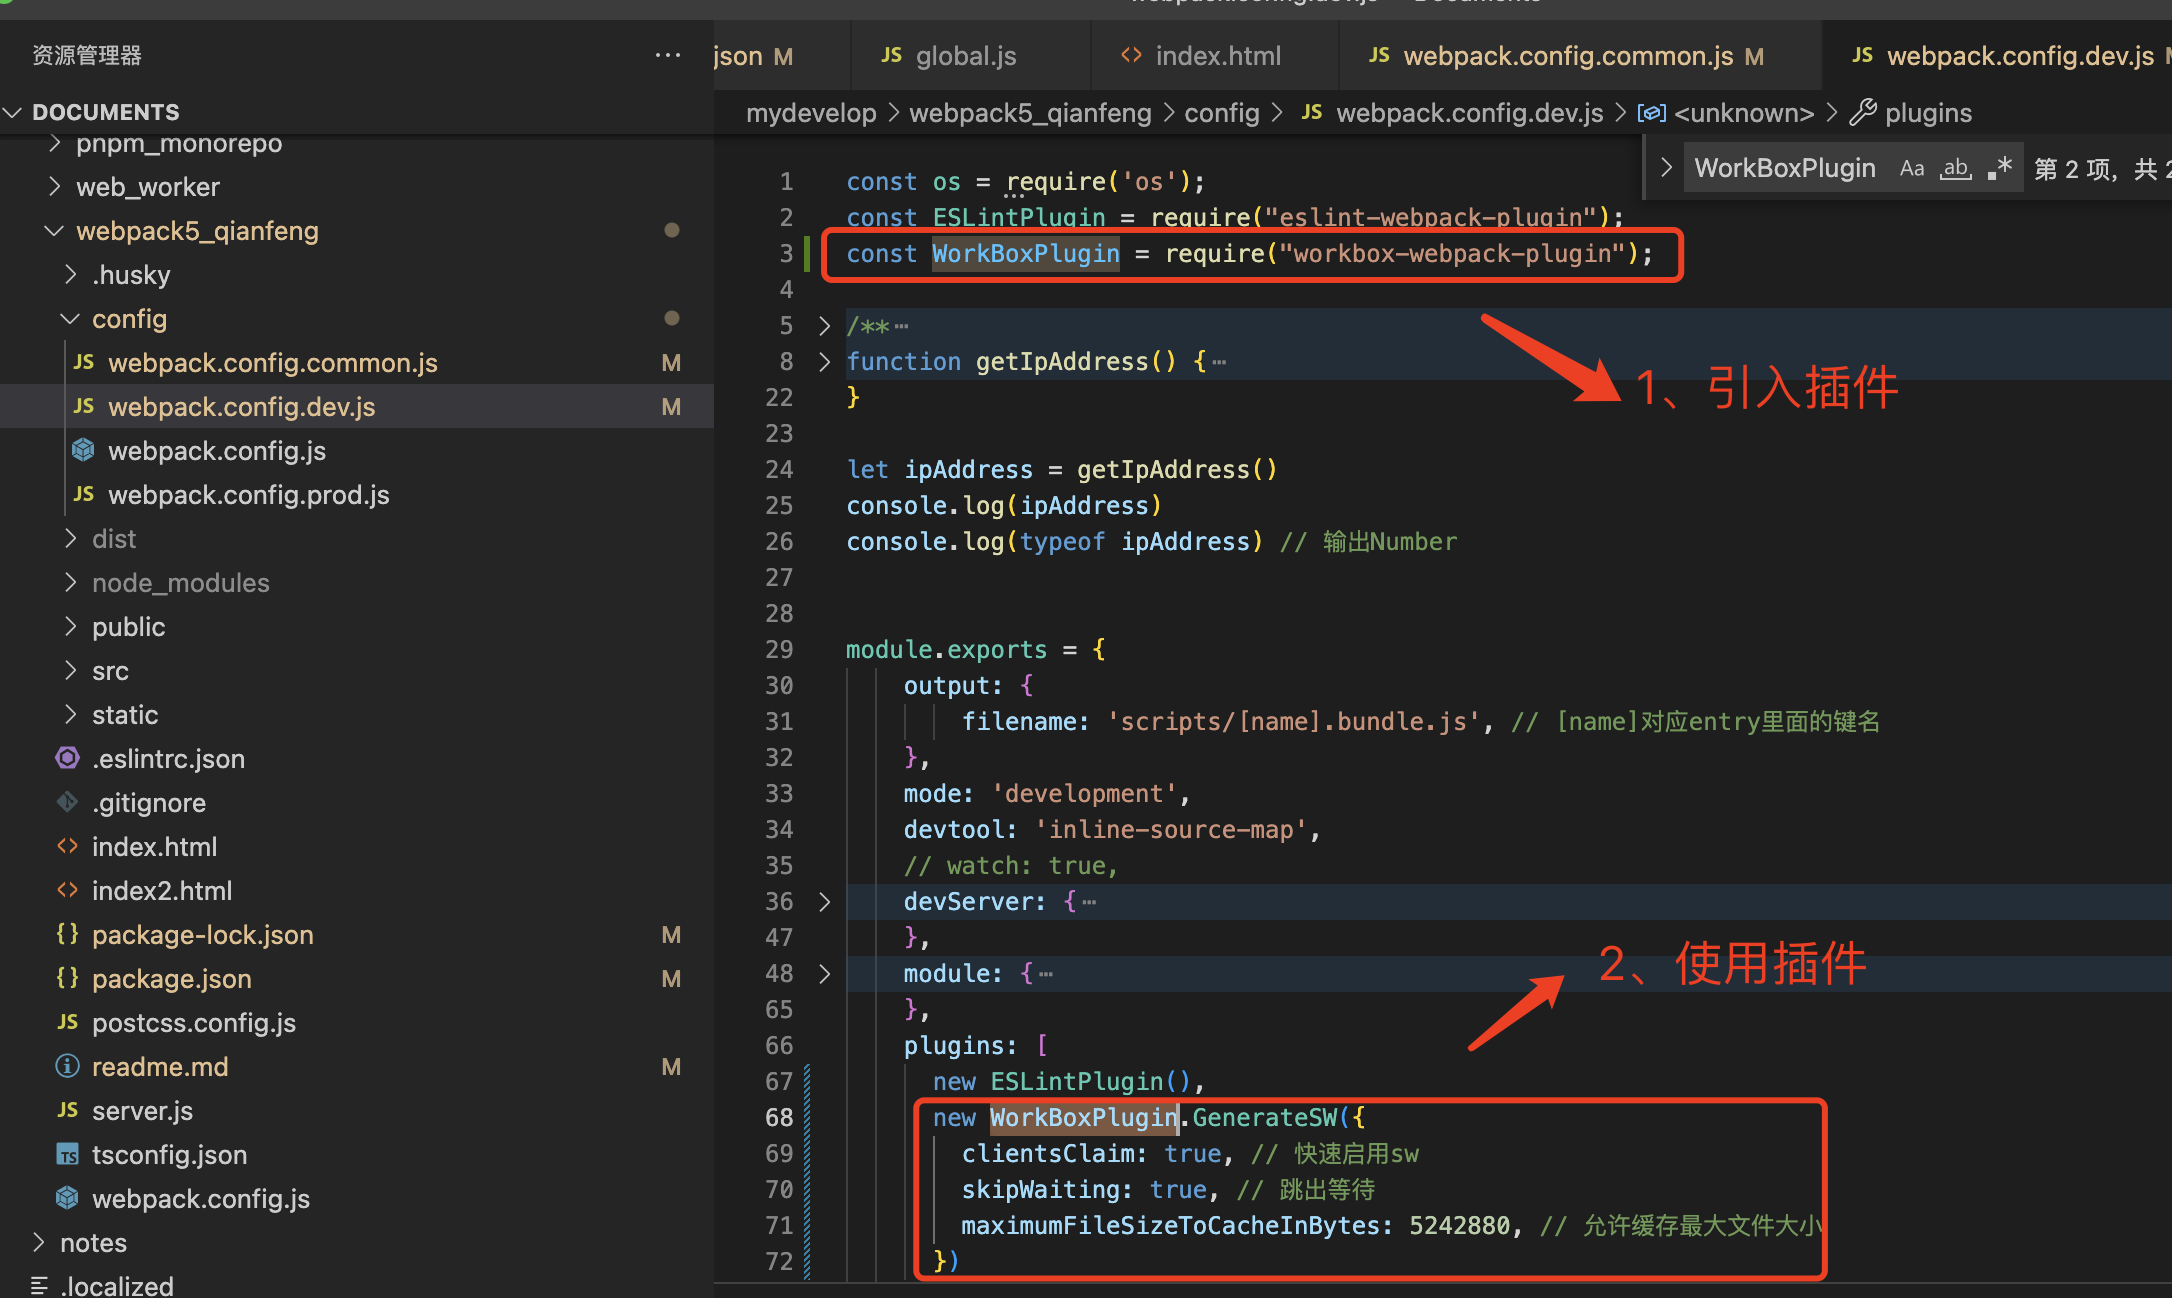 资源管理器
DOCUMENTS
pnpm_monorepo
web_worker
webpack5_qianfeng
.husky
config
JS webpack.config.common.js M
JS webpack.config.dev.js M
webpack.config.js
JS webpack.config.prod.js
dist
node_modules
public
src
static
.eslintrc.json
.gitignore
<> index.html
<> index2.html
{} package-lock.json M
{} package.json M
JS postcss.config.js
readme.md M
JS server.js
TS tsconfig.json
webpack.config.js
notes
.localized
json M
JS global.js
<> index.html
JS webpack.config.common.js M
JS webpack.config.dev.js
mydevelop > webpack5_qianfeng > config > JS webpack.config.dev.js > <unknown> > plugins
WorkBoxPlugin Aa ab .* 第 2 项，共 2
1 const os = require('os');
2 const ESLintPlugin = require("eslint-webpack-plugin");
3 const WorkBoxPlugin = require("workbox-webpack-plugin");
4
5 /** ⋯
8 function getIpAddress() { ⋯
22 }
1、引入插件
23
24 let ipAddress = getIpAddress()
25 console.log(ipAddress)
26 console.log(typeof ipAddress) // 输出Number
27
28
29 module.exports = {
30 output: {
31 filename: 'scripts/[name].bundle.js', // [name]对应entry里面的键名
32 },
33 mode: 'development',
34 devtool: 'inline-source-map',
35 // watch: true,
36 devServer: { ⋯
47 },
48 module: { ⋯
2、使用插件
65 },
66 plugins: [
67 new ESLintPlugin(),
68 new WorkBoxPlugin.GenerateSW({
69 clientsClaim: true, // 快速启用sw
70 skipWaiting: true, // 跳出等待
71 maximumFileSizeToCacheInBytes: 5242880, // 允许缓存最大文件大小
72 })